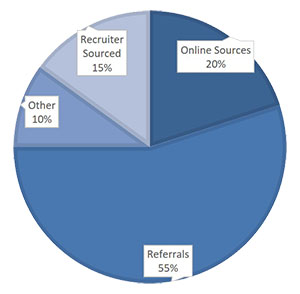 Recruiter
Sourced
15%
Online Sources
20%
Other
10%
Referrals
55%